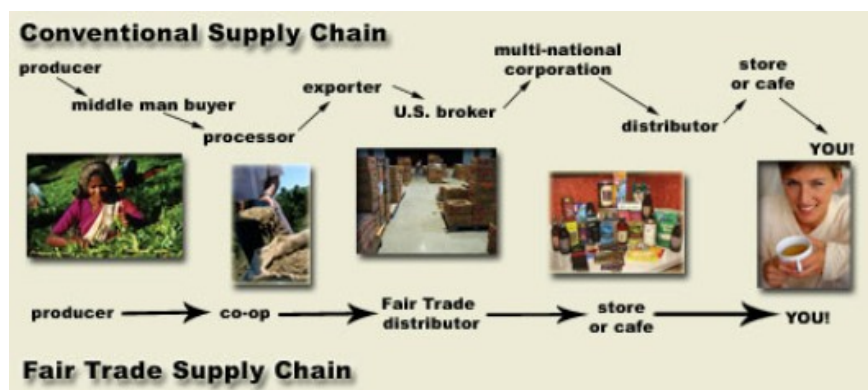 Conventional Supply Chain
producer
middle man buyer
processor
exporter
U.S. broker
multi-national
corporation
distributor
store
or cafe
YOU!
producer
co-op
Fair Trade
distributor
store
or cafe
YOU!
Fair Trade Supply Chain